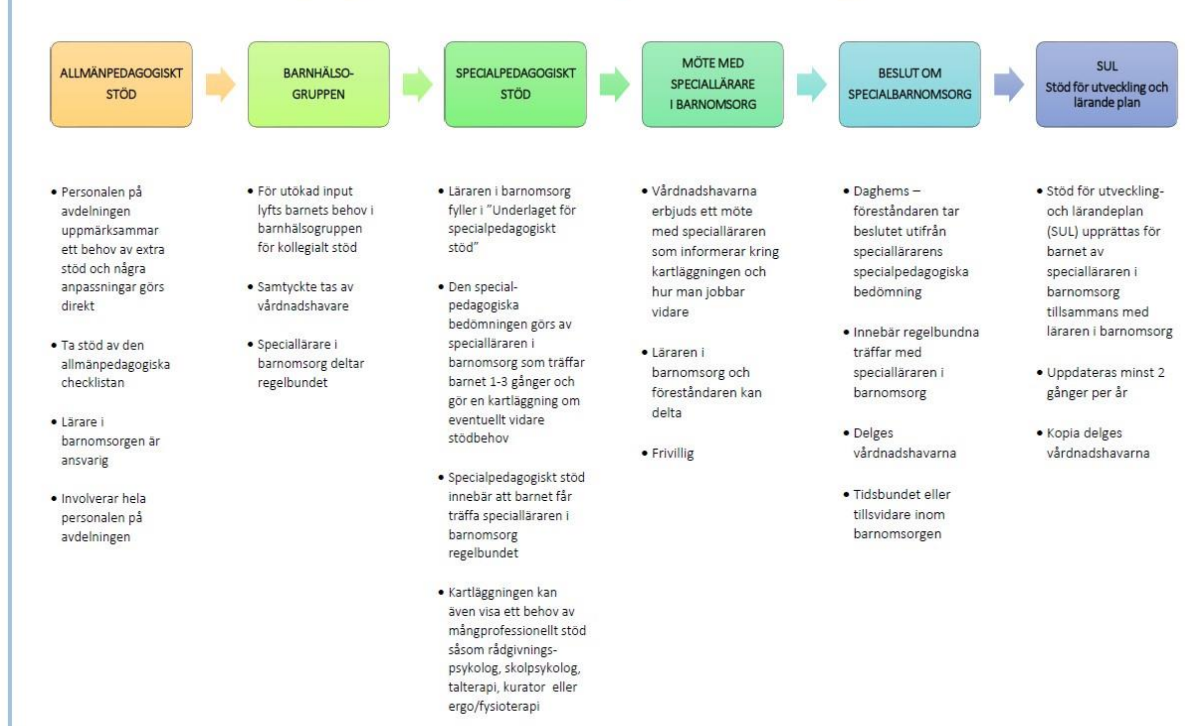 ALLMÄNPEDAGOGISKT
STÖD
BARNHÄLSO-
GRUPPEN
SPECIALPEDAGOGISKT
STÖD
MÖTE MED
SPECIALLÄRARE
I BARNOMSORG
BESLUT OM
SPECIALBARNOMSORG
SUL
Stöd för utveckling och
lärande plan
• Personalen på
avdelningen
uppmärksammar
ett behov av extra
stöd och några
anpassningar görs
direkt
• Ta stöd av den
allmänpedagogiska
checklistan
• Lärare i
barnomsorgen är
ansvarig
• Involverar hela
personalen på
avdelningen
• För utökad input
lyfts barnets behov i
barnhälsogruppen
för kollegialt stöd
• Samtyckte tas av
vårdnadshavare
• Speciallärare i
barnomsorg deltar
regelbundet
• Läraren i barnomsorg
fyller i "Underlaget för
specialpedagogiskt
stöd"
• Den special-
pedagogiska
bedömningen görs av
specialläraren i
barnomsorg som träffar
barnet 1-3 gånger och
gör en kartläggning om
eventuellt vidare
stödbehov
• Specialpedagogiskt stöd
innebär att barnet får
träffa specialläraren i
barnomsorg
regelbundet
• Kartläggningen kan
även visa ett behov av
mångprofessionellt stöd
såsom rådgivnings-
psykolog, skolpsykolog,
talterapi, kurator eller
ergo/fysioterapi
• Vårdnadshavarna
erbjuds ett möte
med specialläraren
som informerar kring
kartläggningen och
hur man jobbar
vidare
• Läraren i
barnomsorg och
föreståndaren kan
delta
• Frivillig
• Daghems –
föreståndaren tar
beslutet utifrån
speciallärarens
specialpedagogiska
bedömning
• Innebär regelbundna
träffar med
specialläraren i
barnomsorg
• Delges
vårdnadshavarna
• Tidsbundet eller
tillsvidare inom
barnomsorgen
• Stöd för utveckling-
och lärandeplan
(SUL) upprättas för
barnet av
specialläraren i
barnomsorg
tillsammans med
läraren i barnomsorg
• Uppdateras minst 2
gånger per år
• Kopia delges
vårdnadshavarna